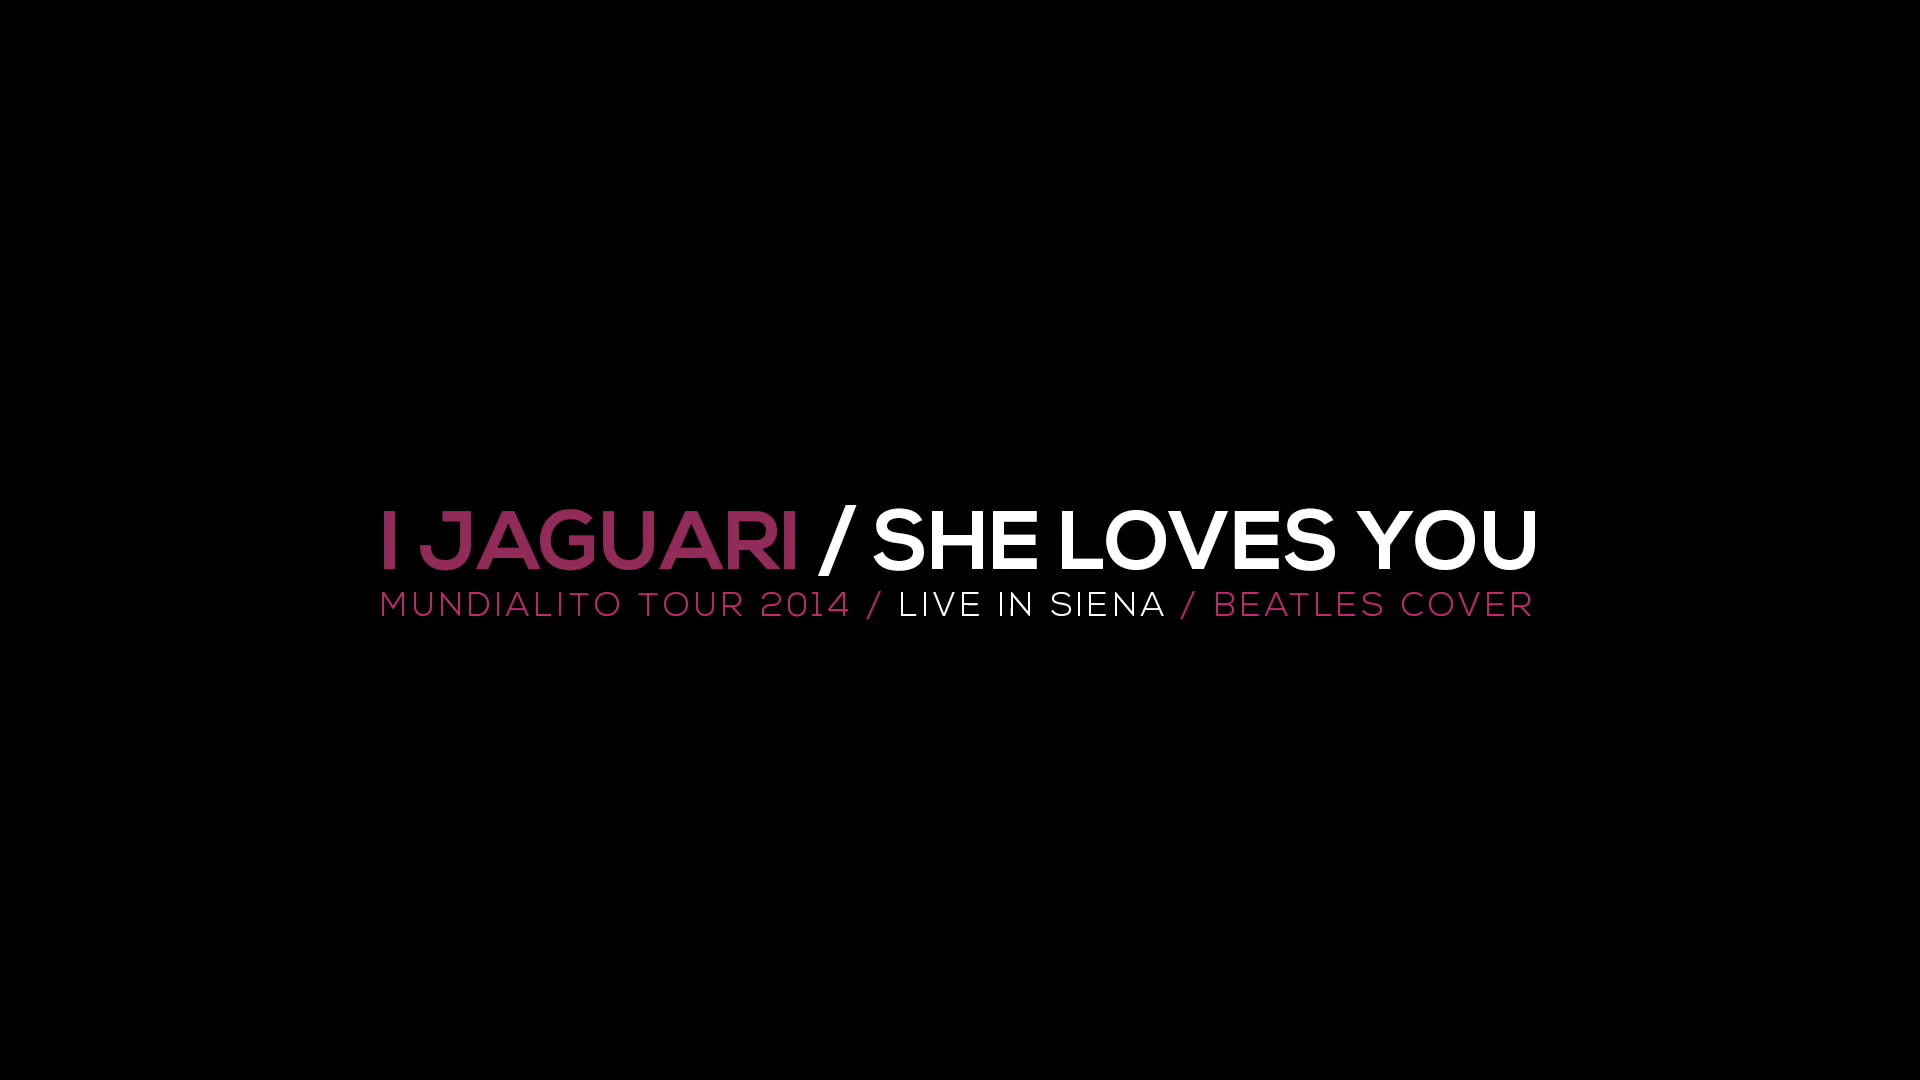 I JAGUARI / SHE LOVES YOU
MUNDIALITO TOUR 2014 / LIVE IN SIENA / BEATLES COVER